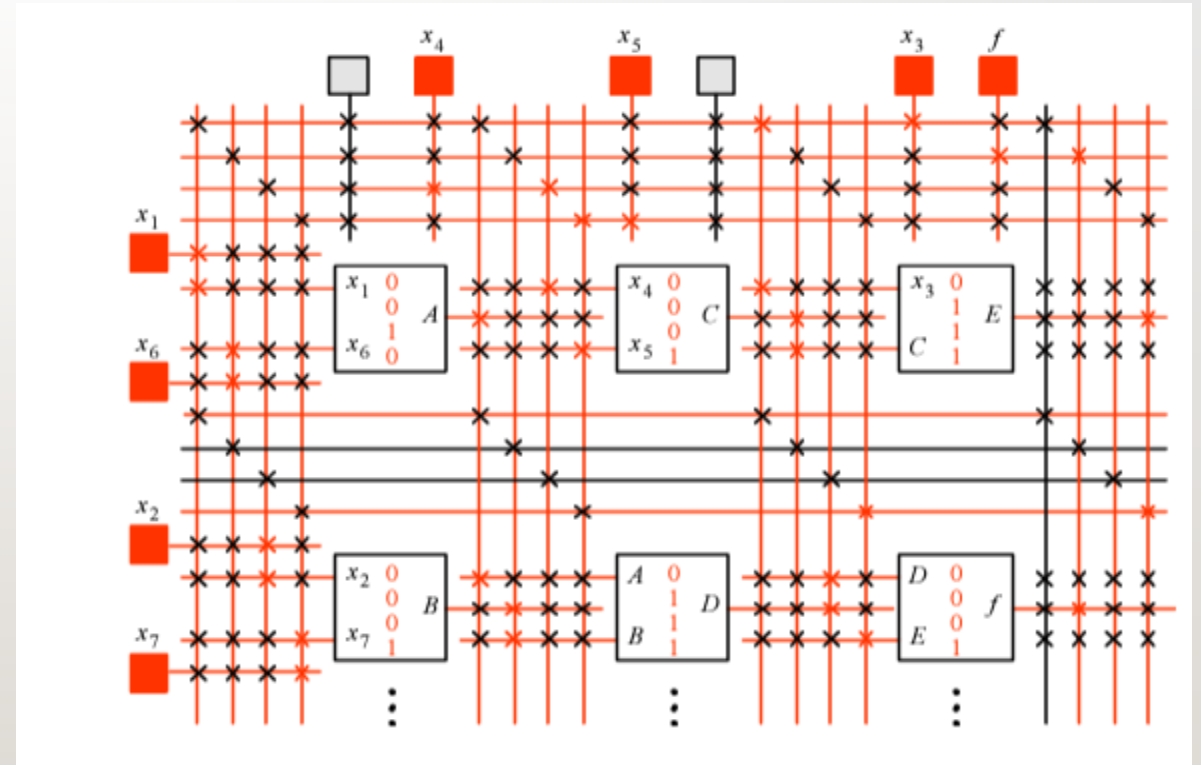 x4 x5 x3 f
x1
x1 0 x4 0 x3 0
0 0 1
A C E
1 0 1
x6 x6 0 x5 1 C 1
x2
x2 0 A 0 D 0
0 1 0
B D f
0 1 0
x7 x7 1 B 1 E 1